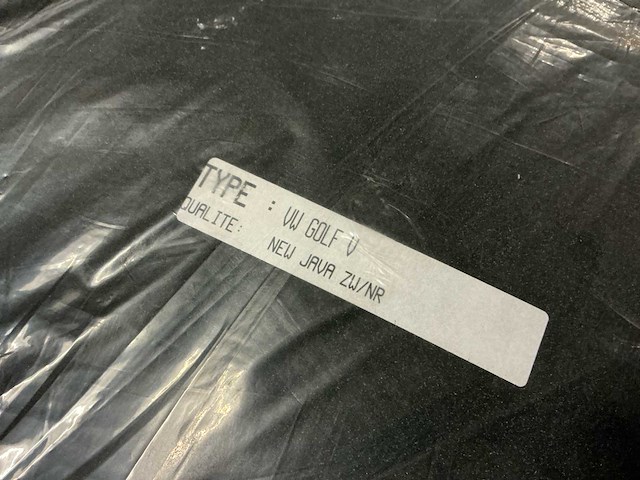 TYPE : VW GOLF V
QUALITE: NEW JAVA ZW/NR